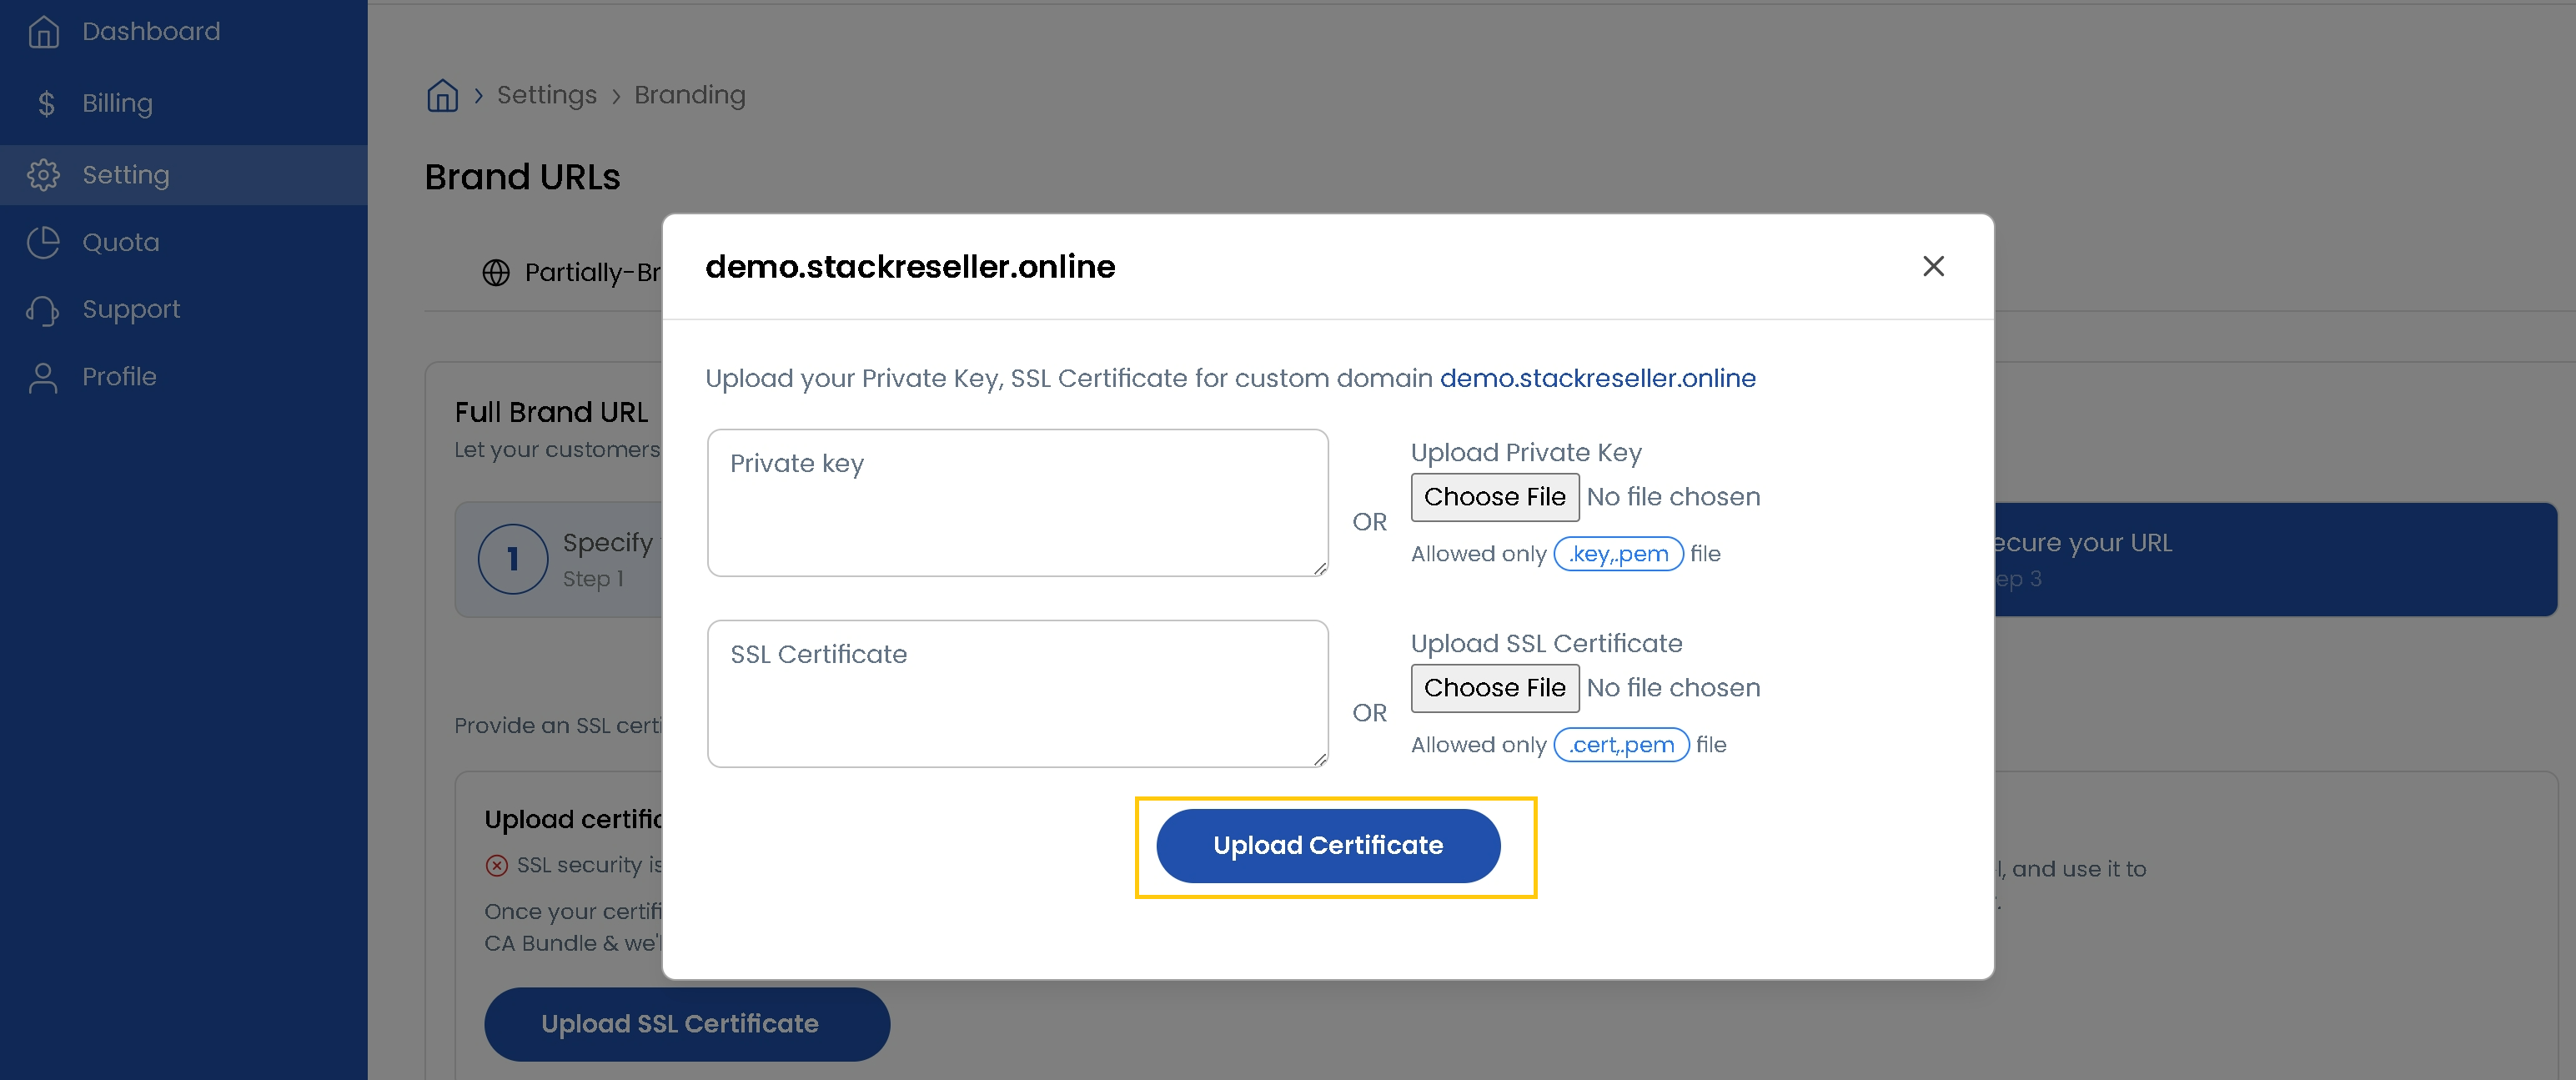 Dashboard
Billing
Setting
Quota
Support
Profile
Settings > Branding
Brand URLs
Partially-Br
Full Brand URL
Let your customers
1
Specify
Step 1
ecure your URL
ep 3
Provide an SSL certi
Upload certific
SSL security is
Once your certifi
CA Bundle & we'l
l, and use it to
Upload SSL Certificate
demo.stackreseller.online
Upload your Private Key, SSL Certificate for custom domain demo.stackreseller.online
Private key
OR
Upload Private Key
Choose File No file chosen
Allowed only .key,.pem file
SSL Certificate
OR
Upload SSL Certificate
Choose File No file chosen
Allowed only .cert,.pem file
Upload Certificate